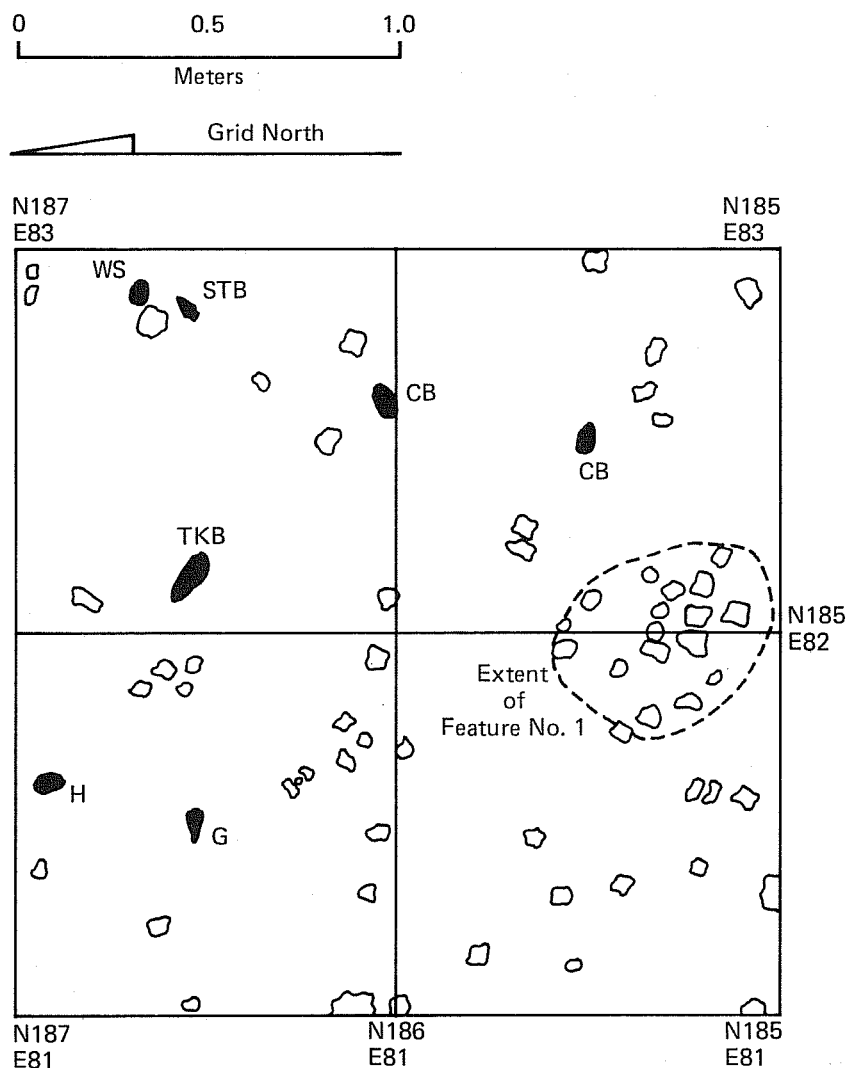 0 0.5 1.0
Meters
Grid North
N187 N185
E83 E83
WS
STB
CB
CB
TKB
N185
E82
Extent
of
Feature No. 1
H
G
N187 N186 N185
E81 E81 E81